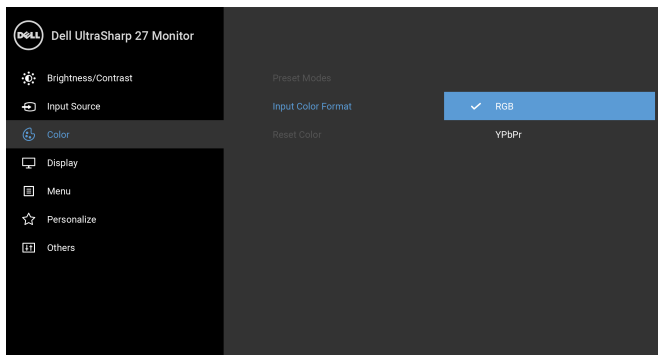 DELL
Dell UltraSharp 27 Monitor
Brightness/Contrast
Preset Modes
Input Source
Input Color Format
RGB
Color
Reset Color
YPbPr
Display
Menu
Personalize
Others